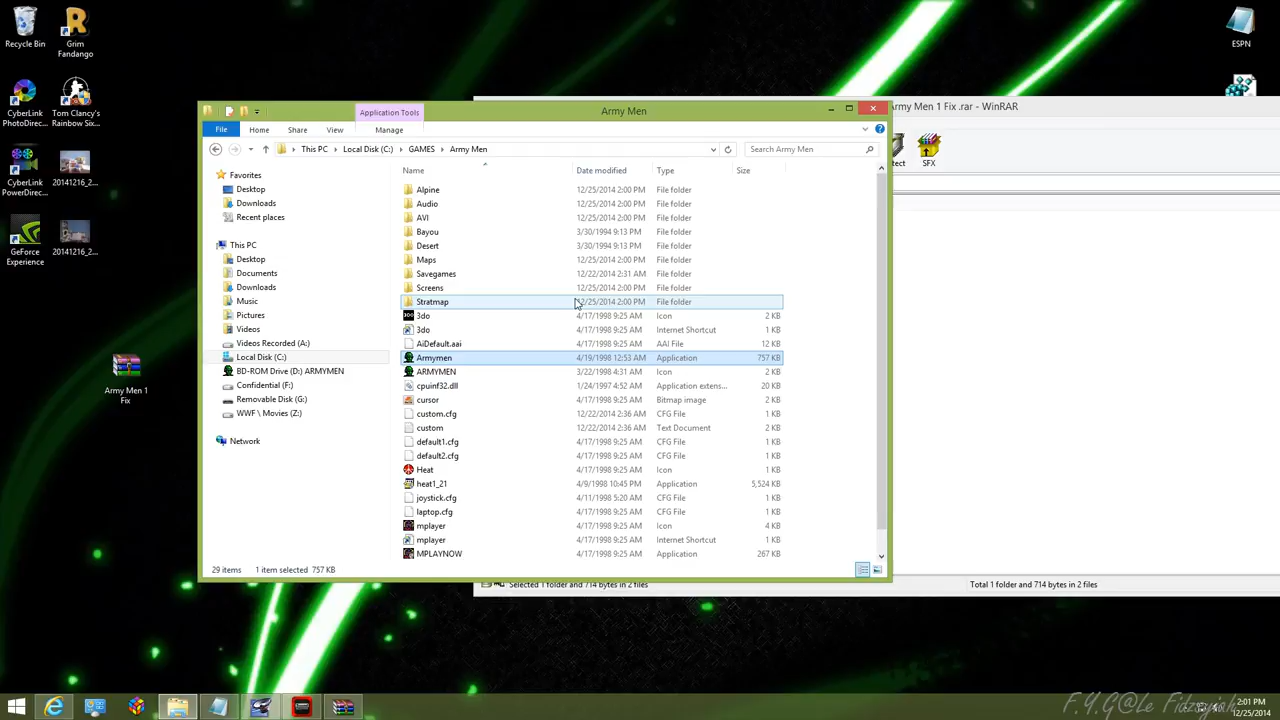 Recycle Bin
Grim
Fandango
CyberLink
PhotoDirec...
Tom Clancy's
Rainbow Six...
CyberLink
PowerDirec...
20141216_2...
GeForce
Experience
20141216_2...
Army Men 1
Fix
ESPN
Application Tools
Army Men
File
Home
Share
View
Manage
This PC
Local Disk (C:)
GAMES
Army Men
Search Army Men
Favorites
Desktop
Downloads
Recent places
This PC
Desktop
Documents
Downloads
Music
Pictures
Videos
Videos Recorded (A:)
Local Disk (C:)
BD-ROM Drive (D:) ARMYMEN
Confidential (F:)
Removable Disk (G:)
WWF \ Movies (Z:)
Network
Name Date modified Type Size
Alpine 12/25/2014 2:00 PM File folder
Audio 12/25/2014 2:00 PM File folder
AVI 12/25/2014 2:00 PM File folder
Bayou 3/30/1994 9:13 PM File folder
Desert 3/30/1994 9:13 PM File folder
Maps 12/25/2014 2:00 PM File folder
Savegames 12/22/2014 2:31 AM File folder
Screens 12/25/2014 2:00 PM File folder
Stratmap 12/25/2014 2:00 PM File folder
3do 4/17/1998 9:25 AM Icon 2 KB
3do 4/17/1998 9:25 AM Internet Shortcut 1 KB
AiDefault.aai 4/17/1998 9:25 AM AAI File 12 KB
Armymen 4/19/1998 12:53 AM Application 757 KB
ARMYMEN 3/22/1998 4:31 AM Icon 2 KB
cpuinf32.dll 1/24/1997 4:52 AM Application extens... 20 KB
cursor 4/17/1998 9:25 AM Bitmap image 2 KB
custom.cfg 12/22/2014 2:36 AM CFG File 1 KB
custom 12/22/2014 2:36 AM Text Document 2 KB
default1.cfg 4/17/1998 9:25 AM CFG File 1 KB
default2.cfg 4/17/1998 9:25 AM CFG File 1 KB
Heat 4/17/1998 9:25 AM Icon 1 KB
heat1_21 4/9/1998 10:45 PM Application 5,524 KB
joystick.cfg 4/11/1998 5:20 AM CFG File 1 KB
laptop.cfg 4/17/1998 9:25 AM CFG File 1 KB
mplayer 4/17/1998 9:25 AM Icon 4 KB
mplayer 4/17/1998 9:25 AM Internet Shortcut 1 KB
MPLAYNOW 4/17/1998 9:25 AM Application 267 KB
29 items 1 item selected 757 KB
rmy Men 1 Fix .rar - WinRAR
tect
SFX
Selected 1 folder and 714 bytes in 2 files
Total 1 folder and 714 bytes in 2 files
2:01 PM
12/25/2014